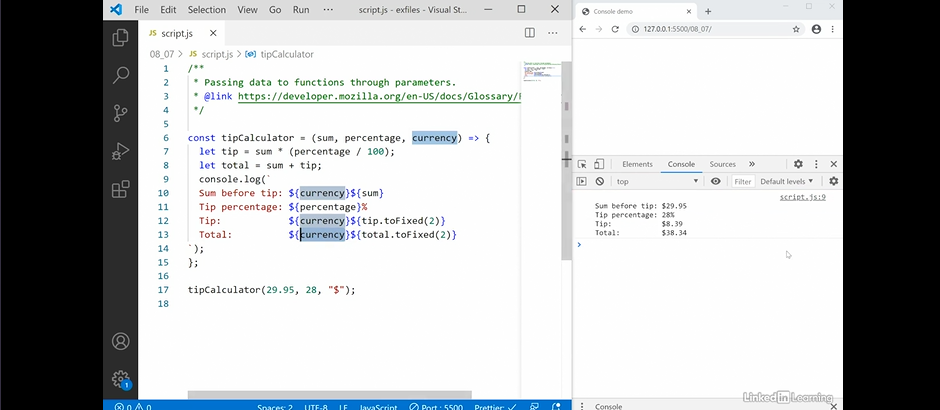 File Edit Selection View Go Run ··· script.js - exfiles - Visual St...
JS script.js
08_07 > JS script.js > tipCalculator
1 /**
2 * Passing data to functions through parameters.
3 * @link https://developer.mozilla.org/en-US/docs/Glossary/
4 */
5
6 const tipCalculator = (sum, percentage, currency) => {
7 let tip = sum * (percentage / 100);
8 let total = sum + tip;
9 console.log(`
10 Sum before tip: ${currency}${sum}
11 Tip percentage: ${percentage}%
12 Tip: ${currency}${tip.toFixed(2)}
13 Total: ${currency}${total.toFixed(2)}
14 `);
15 };
16
17 tipCalculator(29.95, 28, "$");
18
1
0 0 Spaces: 2 UTF-8 LF JavaScript Port : 5500 Prettier: ✓
Console demo
127.0.0.1:5500/08_07/
Elements Console Sources
top Filter Default levels
script.js:9
Sum before tip: $29.95
Tip percentage: 28%
Tip: $8.39
Total: $38.34
Linked in Learning
Console